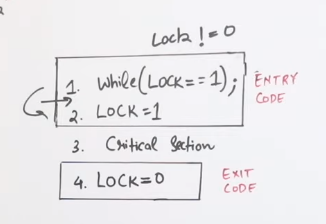 Lock != 0
1. While(LOCK==1); ENTRY
2. LOCK=1 CODE
3. Critical Section
4. LOCK=0 EXIT
CODE